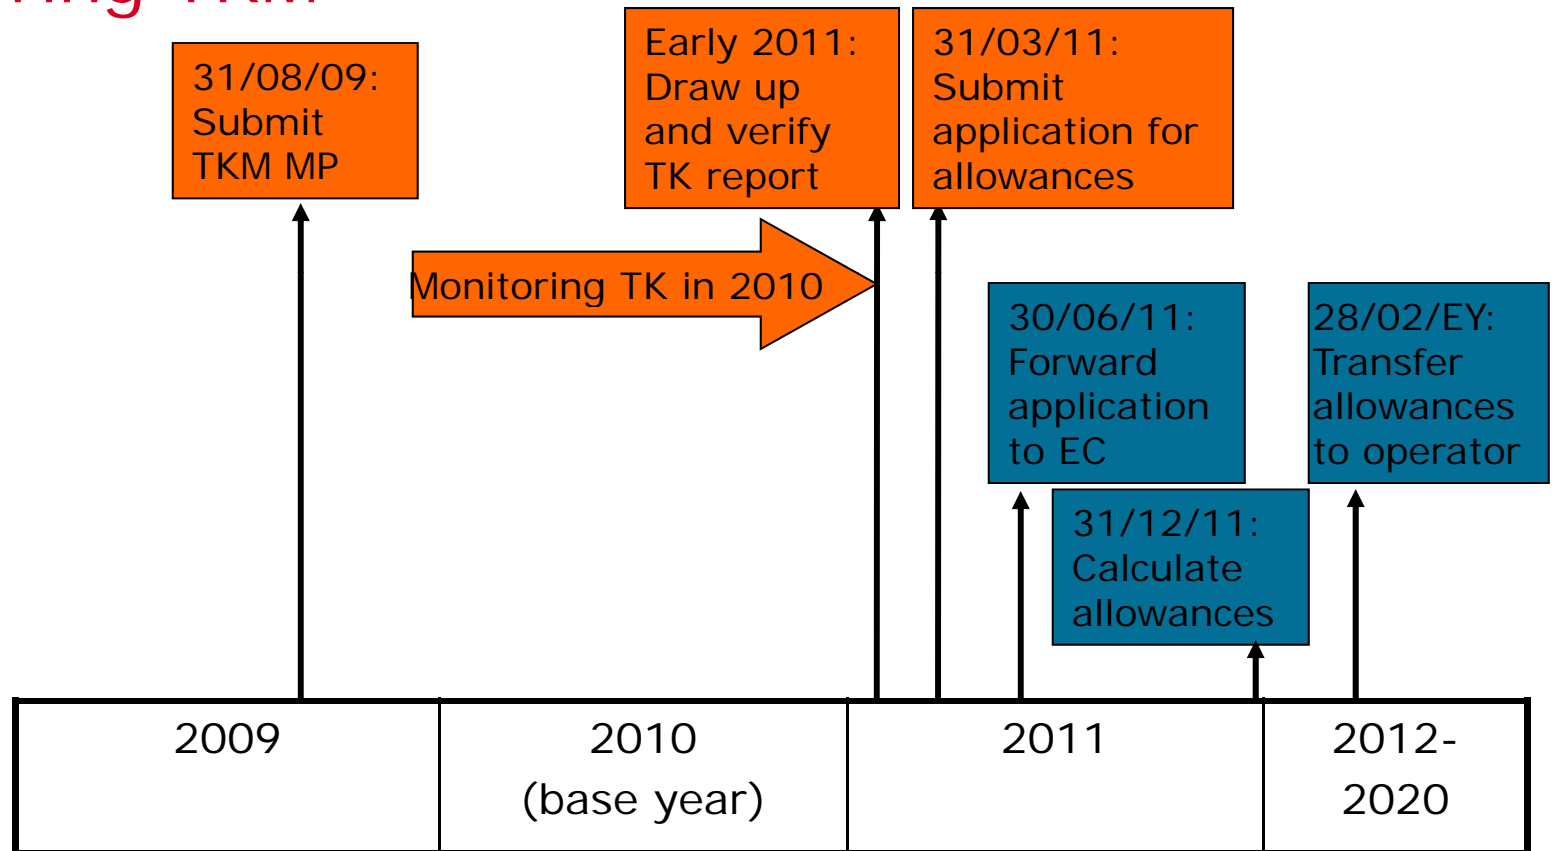 TKM
31/08/09:
Submit
TKM MP
Early 2011:
Draw up
and verify
TK report
31/03/11:
Submit
application for
allowances
Monitoring TK in 2010
30/06/11:
Forward
application
to EC
28/02/EY:
Transfer
allowances
to operator
31/12/11:
Calculate
allowances
2009
2010
(base year)
2011
2012-
2020